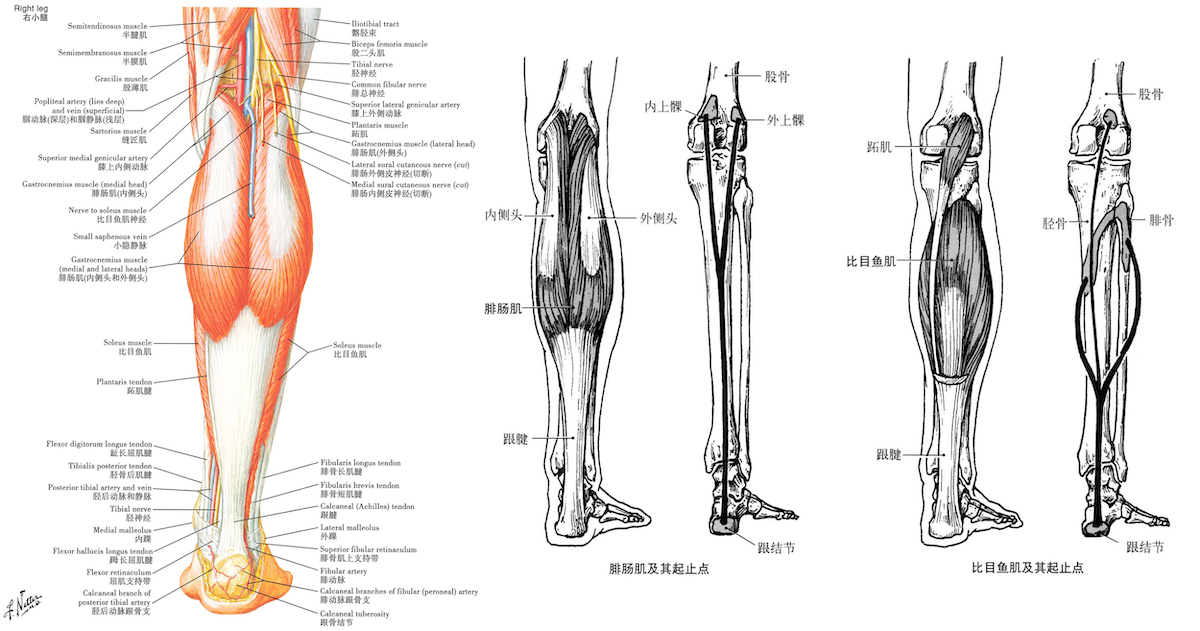 Right leg
右小腿
Semitendinosus muscle
半腱肌
Semimembranosus muscle
半膜肌
Gracilis muscle
股薄肌
Popliteal artery (lies deep)
and vein (superficial)
腘动脉(深层)和腘静脉(浅层)
Sartorius muscle
缝匠肌
Superior medial genicular artery
膝上内侧动脉
Gastrocnemius muscle (medial head)
腓肠肌(内侧头)
Nerve to soleus muscle
比目鱼肌神经
Small saphenous vein
小隐静脉
Gastrocnemius muscle
(medial and lateral heads)
腓肠肌(内侧头和外侧头)
Soleus muscle
比目鱼肌
Plantaris tendon
跖肌腱
Flexor digitorum longus tendon
趾长屈肌腱
Tibialis posterior tendon
胫骨后肌腱
Posterior tibial artery and vein
胫后动脉和静脉
Tibial nerve
胫神经
Medial malleolus
内踝
Flexor hallucis longus tendon
踇长屈肌腱
Flexor retinaculum
屈肌支持带
Calcaneal branch of
posterior tibial artery
胫后动脉跟骨支
Iliotibial tract
髂胫束
Biceps femoris muscle
股二头肌
Tibial nerve
胫神经
Common fibular nerve
腓总神经
Superior lateral genicular artery
膝上外侧动脉
Plantaris muscle
跖肌
Gastrocnemius muscle (lateral head)
腓肠肌(外侧头)
Lateral sural cutaneous nerve (cut)
腓肠外侧皮神经(切断)
Medial sural cutaneous nerve (cut)
腓肠内侧皮神经(切断)
Soleus muscle
比目鱼肌
Fibularis longus tendon
腓骨长肌腱
Fibularis brevis tendon
腓骨短肌腱
Calcaneal (Achilles) tendon
跟腱
Lateral malleolus
外踝
Superior fibular retinaculum
腓骨肌上支持带
Fibular artery
腓动脉
Calcaneal branches of fibular (peroneal) artery
腓动脉跟骨支
Calcaneal tuberosity
跟骨结节
F. Netter
M.D.
股骨
内上髁
外上髁
内侧头
外侧头
腓肠肌
跟腱
跟结节
腓肠肌及其起止点
股骨
跖肌
胫骨
腓骨
比目鱼肌
跟腱
跟结节
比目鱼肌及其起止点